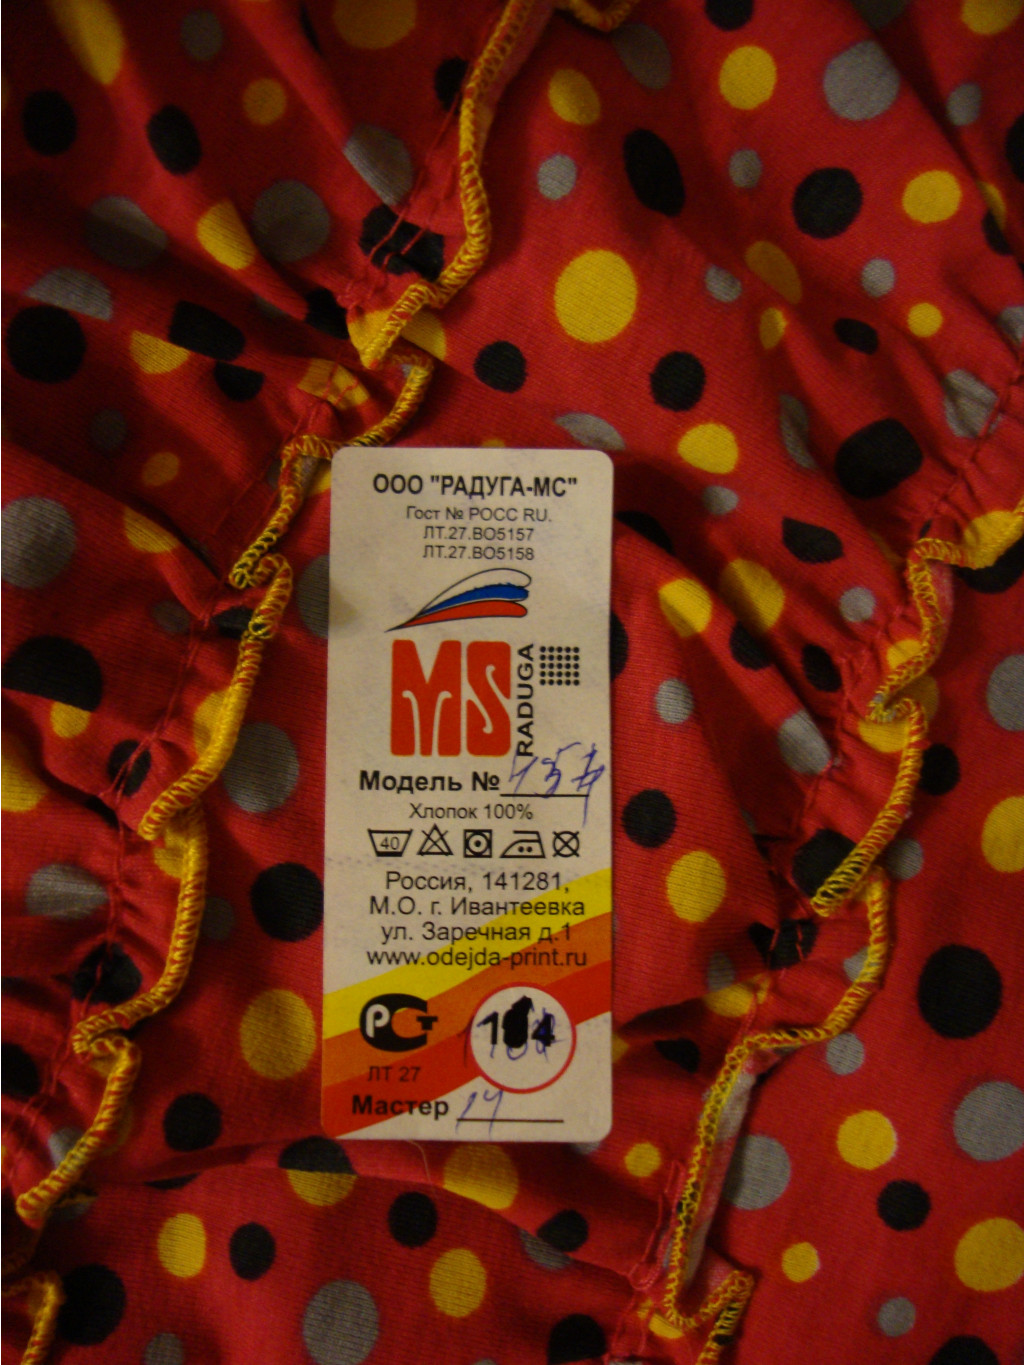 ООО "РАДУГА-МС"
Гост № РОСС RU.
ЛТ.27.ВО5157
ЛТ.27.ВО5158
MS
RADUGA
Модель №
Хлопок 100%
40
Россия, 141281,
М.О. г. Ивантеевка
ул. Заречная д.1
www.odejda-print.ru
РСТ
ЛТ 27
Мастер 14